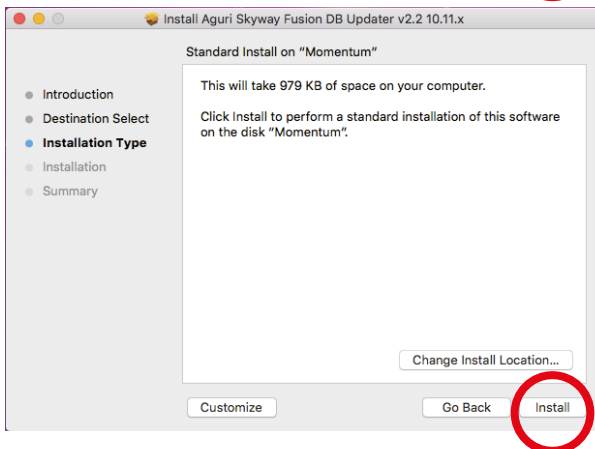 Install Aguri Skyway Fusion DB Updater v2.2 10.11.x
Standard Install on “Momentum”
Introduction
Destination Select
Installation Type
Installation
Summary
This will take 979 KB of space on your computer.
Click Install to perform a standard installation of this software
on the disk “Momentum”.
Change Install Location...
Customize
Go Back
Install